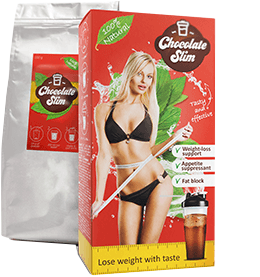 Chocolate
Slim
100%
Natural
Chocolate
Slim
Tasty
and
effective
Weight-loss
support
Appetite
suppressant
Fat block
Lose weight with taste